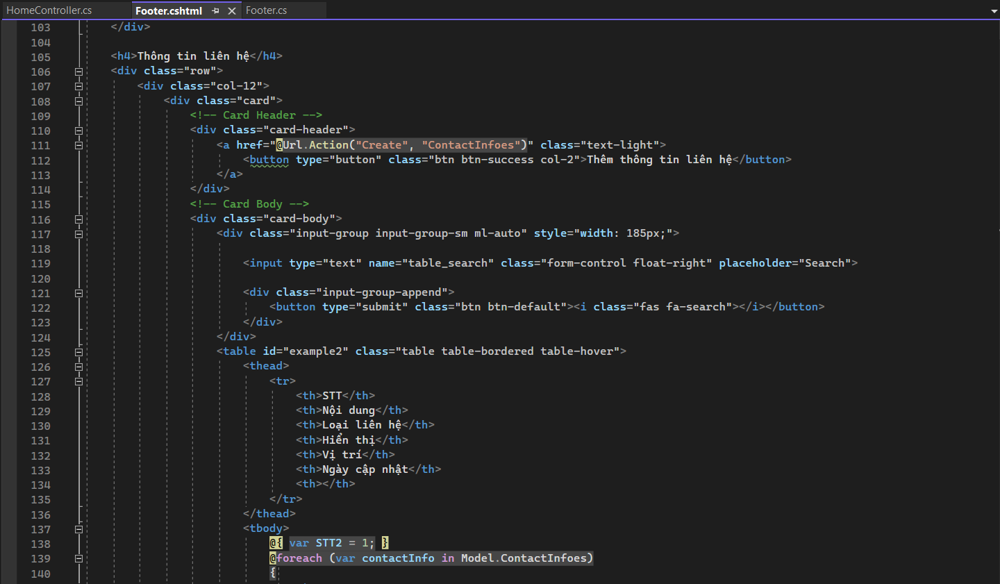 HomeController.cs Footer.cshtml Footer.cs
103 </div>
104
105 <h4>Thông tin liên hệ</h4>
106 <div class="row">
107 <div class="col-12">
108 <div class="card">
109 <!-- Card Header -->
110 <div class="card-header">
111 <a href="@Url.Action("Create", "ContactInfoes")" class="text-light">
112 <button type="button" class="btn btn-success col-2">Thêm thông tin liên hệ</button>
113 </a>
114 </div>
115 <!-- Card Body -->
116 <div class="card-body">
117 <div class="input-group input-group-sm ml-auto" style="width: 185px;">
118
119 <input type="text" name="table_search" class="form-control float-right" placeholder="Search">
120
121 <div class="input-group-append">
122 <button type="submit" class="btn btn-default"><i class="fas fa-search"></i></button>
123 </div>
124 </div>
125 <table id="example2" class="table table-bordered table-hover">
126 <thead>
127 <tr>
128 <th>STT</th>
129 <th>Nội dung</th>
130 <th>Loại liên hệ</th>
131 <th>Hiển thị</th>
132 <th>Vị trí</th>
133 <th>Ngày cập nhật</th>
134 <th></th>
135 </tr>
136 </thead>
137 <tbody>
138 @{ var STT2 = 1; }
139 @foreach (var contactInfo in Model.ContactInfoes)
140 {